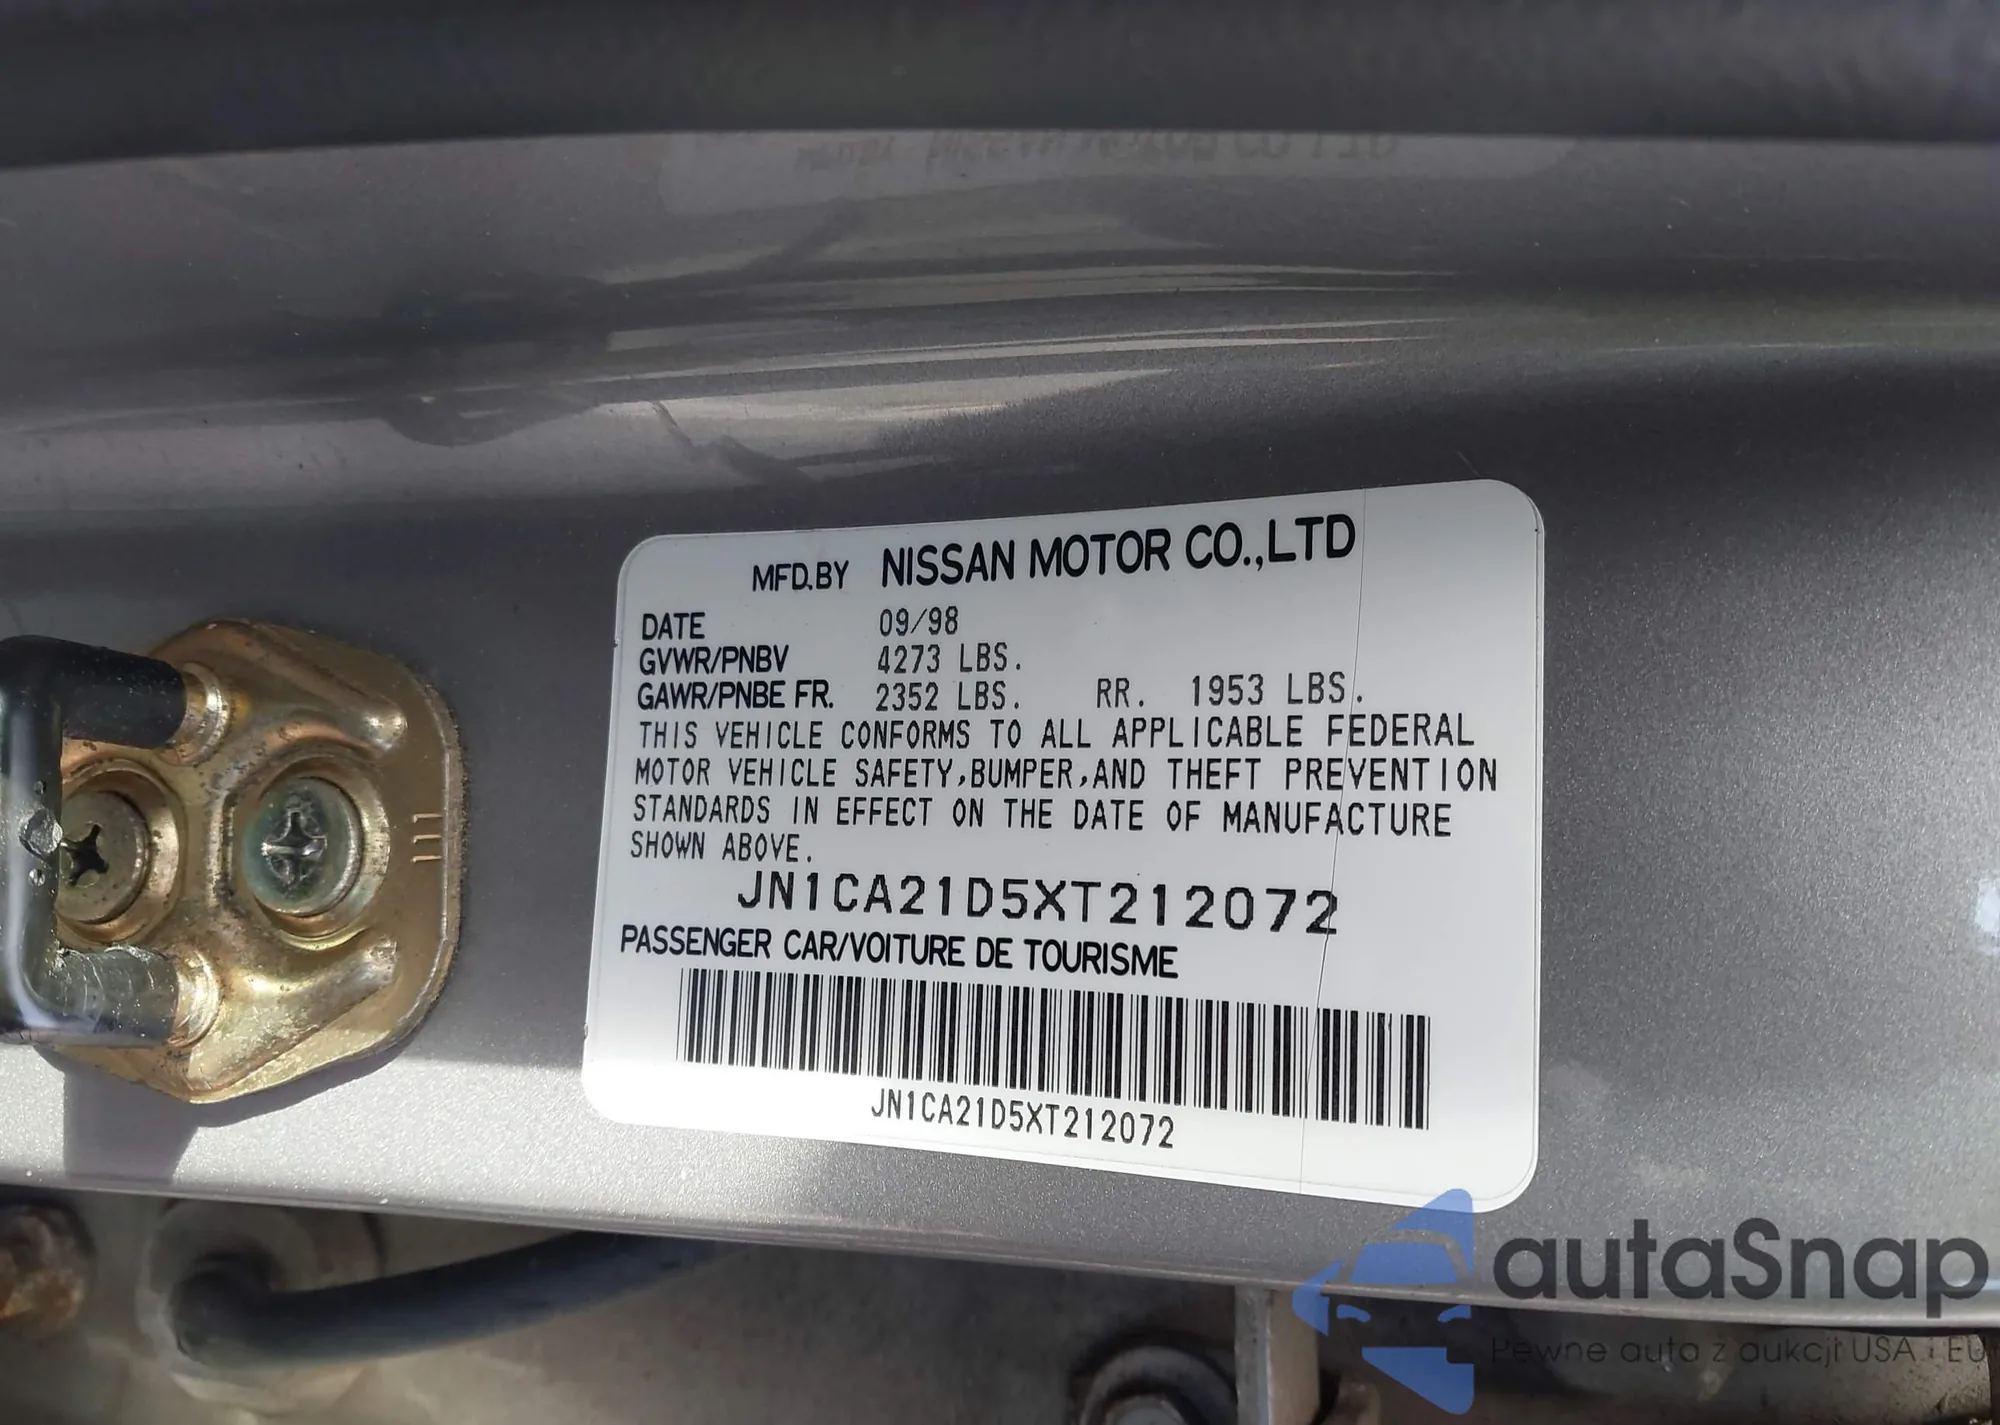 MFD.BY NISSAN MOTOR CO.,LTD
DATE 09/98
GVWR/PNBV 4273 LBS.
GAWR/PNBE FR. 2352 LBS. RR. 1953 LBS.
THIS VEHICLE CONFORMS TO ALL APPLICABLE FEDERAL
MOTOR VEHICLE SAFETY,BUMPER,AND THEFT PREVENTION
STANDARDS IN EFFECT ON THE DATE OF MANUFACTURE
SHOWN ABOVE.
JN1CA21D5XT212072
PASSENGER CAR/VOITURE DE TOURISME
JN1CA21D5XT212072
autaSnap
Pewne auta z aukcji USA i EU